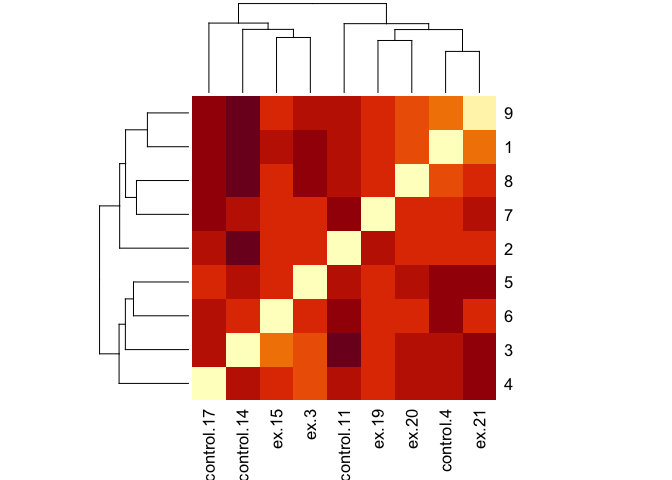 9
1
8
7
2
5
6
3
4
control.17
control.14
ex.15
ex.3
control.11
ex.19
ex.20
control.4
ex.21